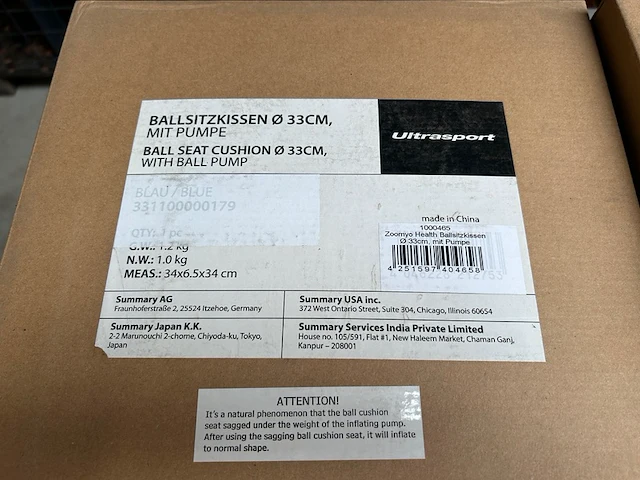 BALLSITZKISSEN Ø 33CM,
MIT PUMPE
BALL SEAT CUSHION Ø 33CM,
WITH BALL PUMP
Ultrasport
BLAU / BLUE
331100000179
QTY: 1 pc
G.W.: 1.2 kg
N.W.: 1.0 kg
MEAS.: 34x6.5x34 cm
made in China
1000465
Zoomyo Health Ballsitzkissen
Ø 33cm, mit Pumpe
4 251597 404658
Summary AG
Fraunhoferstraße 2, 25524 Itzehoe, Germany
Summary USA inc.
372 West Ontario Street, Suite 304, Chicago, Illinois 60654
Summary Japan K.K.
2-2 Marunouchi 2-chome, Chiyoda-ku, Tokyo,
Japan
Summary Services India Private Limited
House no. 105/591, Flat #1, New Haleem Market, Chaman Ganj,
Kanpur – 208001
ATTENTION!
It's a natural phenomenon that the ball cushion
seat sagged under the weight of the inflating pump.
After using the sagging ball cushion seat, it will inflate
to normal shape.